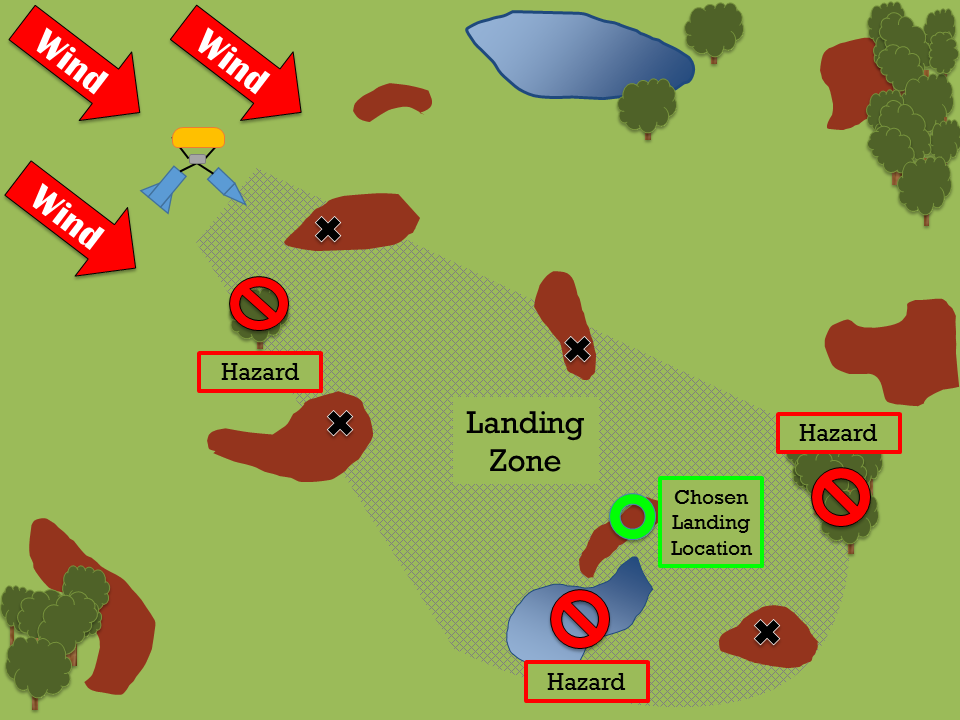 Wind
Wind
Wind
Hazard
Landing
Zone
Hazard
Chosen
Landing
Location
Hazard